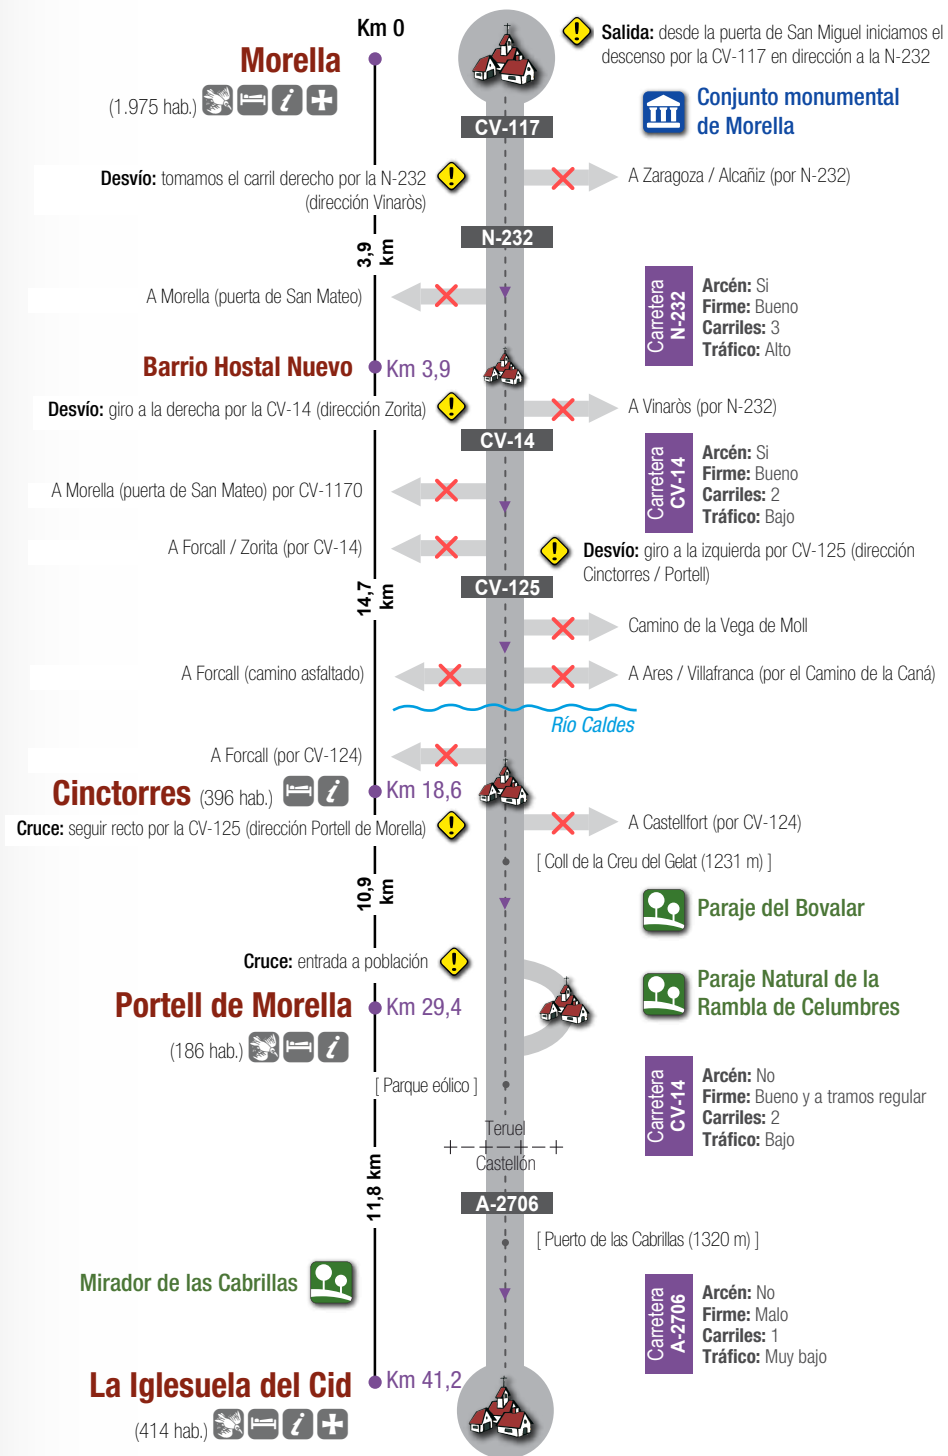 Km 0
Salida: desde la puerta de San Miguel iniciamos el
descenso por la CV-117 en dirección a la N-232
Morella
(1.975 hab.)
Conjunto monumental
de Morella
CV-117
Desvío: tomamos el carril derecho por la N-232
(dirección Vinaròs)
A Zaragoza / Alcañiz (por N-232)
3,9
km
N-232
A Morella (puerta de San Mateo)
Carretera
N-232
Arcén: Si
Firme: Bueno
Carriles: 3
Tráfico: Alto
Barrio Hostal Nuevo
Km 3,9
Desvío: giro a la derecha por la CV-14 (dirección Zorita)
A Vinaròs (por N-232)
CV-14
Carretera
CV-14
Arcén: Si
Firme: Bueno
Carriles: 2
Tráfico: Bajo
A Morella (puerta de San Mateo) por CV-1170
A Forcall / Zorita (por CV-14)
Desvío: giro a la izquierda por CV-125 (dirección
Cinctorres / Portell)
14,7
km
CV-125
Camino de la Vega de Moll
A Forcall (camino asfaltado)
A Ares / Villafranca (por el Camino de la Caná)
Río Caldes
A Forcall (por CV-124)
Cinctorres (396 hab.)
Km 18,6
Cruce: seguir recto por la CV-125 (dirección Portell de Morella)
A Castellfort (por CV-124)
[ Coll de la Creu del Gelat (1231 m) ]
10,9
km
Paraje del Bovalar
Cruce: entrada a población
Portell de Morella
Km 29,4
(186 hab.)
Paraje Natural de la
Rambla de Celumbres
[ Parque eólico ]
Carretera
CV-14
Arcén: No
Firme: Bueno y a tramos regular
Carriles: 2
Tráfico: Bajo
Teruel
Castellón
11,8 km
A-2706
[ Puerto de las Cabrillas (1320 m) ]
Mirador de las Cabrillas
Carretera
A-2706
Arcén: No
Firme: Malo
Carriles: 1
Tráfico: Muy bajo
La Iglesuela del Cid
Km 41,2
(414 hab.)